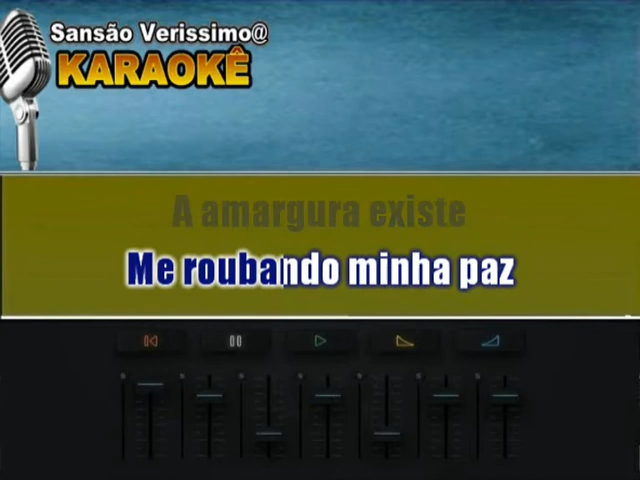 Sansão Verissimo@
KARAOKÊ
A amargura existe
Me roubando minha paz